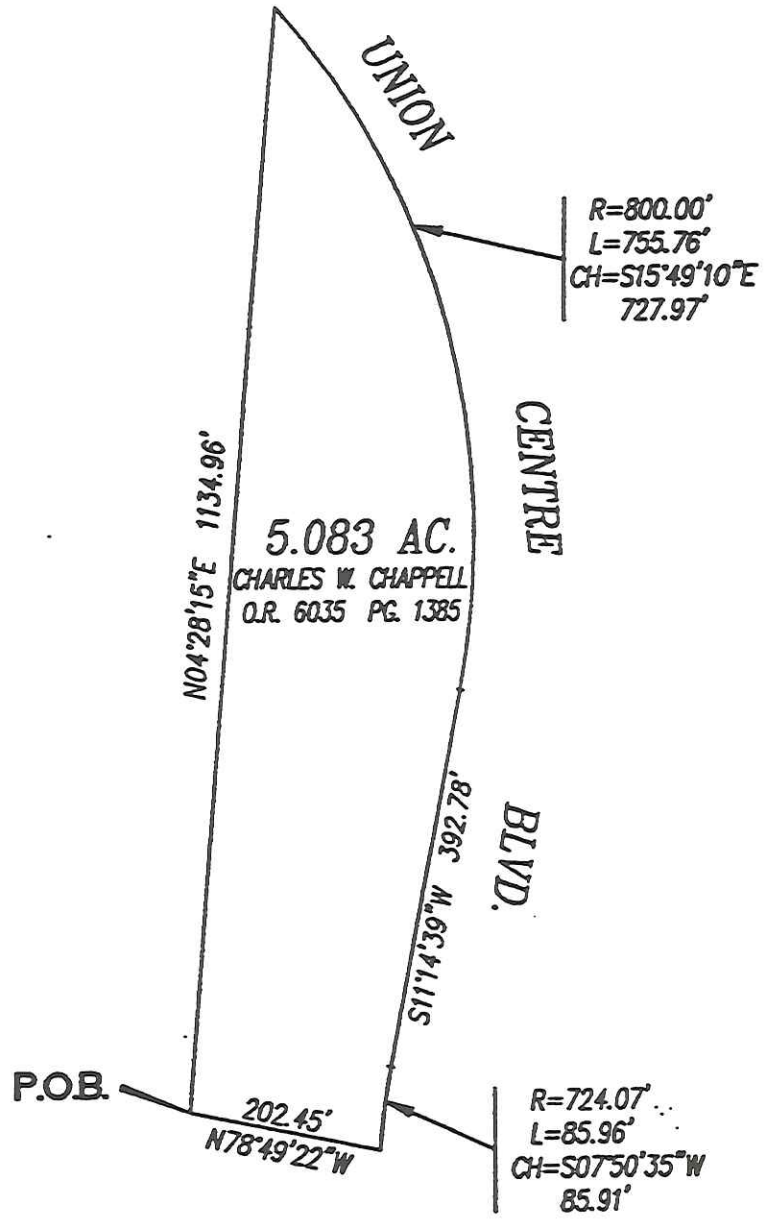 UNION
R=800.00'
L=755.76'
CH=S15°49'10"E
727.97'
CENTRE
N04°28'15"E 1134.96'
5.083 AC.
CHARLES W. CHAPPELL
O.R. 6035 PG. 1385
BLVD.
S11°14'39"W 392.78'
P.O.B.
202.45'
N78°49'22"W
R=724.07'
L=85.96'
CH=S07°50'35"W
85.91'